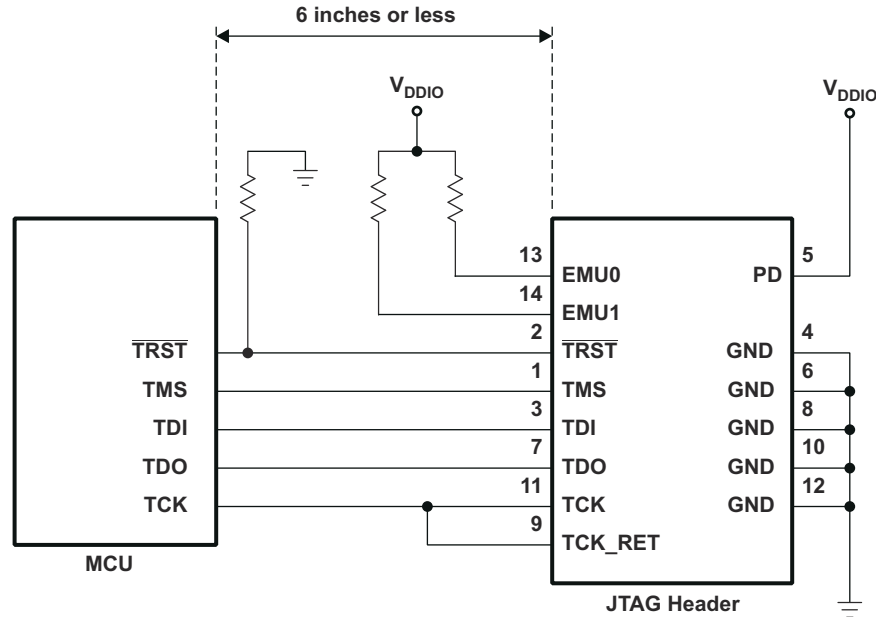 6 inches or less
VDDIO
VDDIO
13
EMU0
14
EMU1
2
TRST
TRST
1
TMS
TMS
3
TDI
TDI
7
TDO
TDO
11
TCK
TCK
9
TCK_RET
5
PD
4
GND
6
GND
8
GND
10
GND
12
GND
MCU
JTAG Header